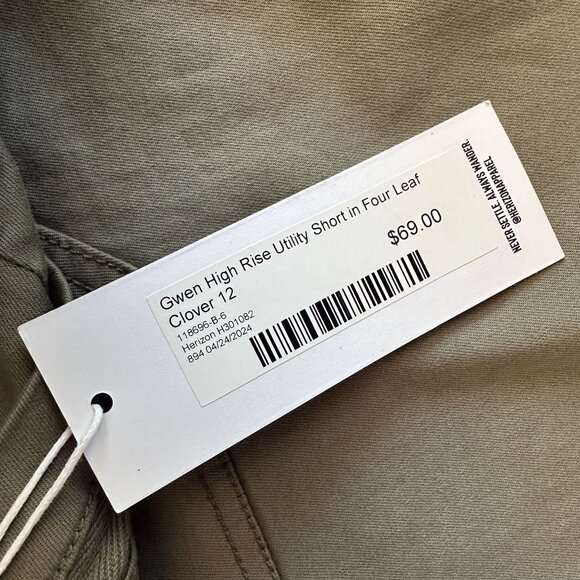 Gwen High Rise Utility Short in Four Leaf
Clover 12
118696-B-6
Herizon H301082
894 04/24/2024
$69.00
NEVER SETTLE. ALWAYS WANDER.
@HERIZONAPPAREL